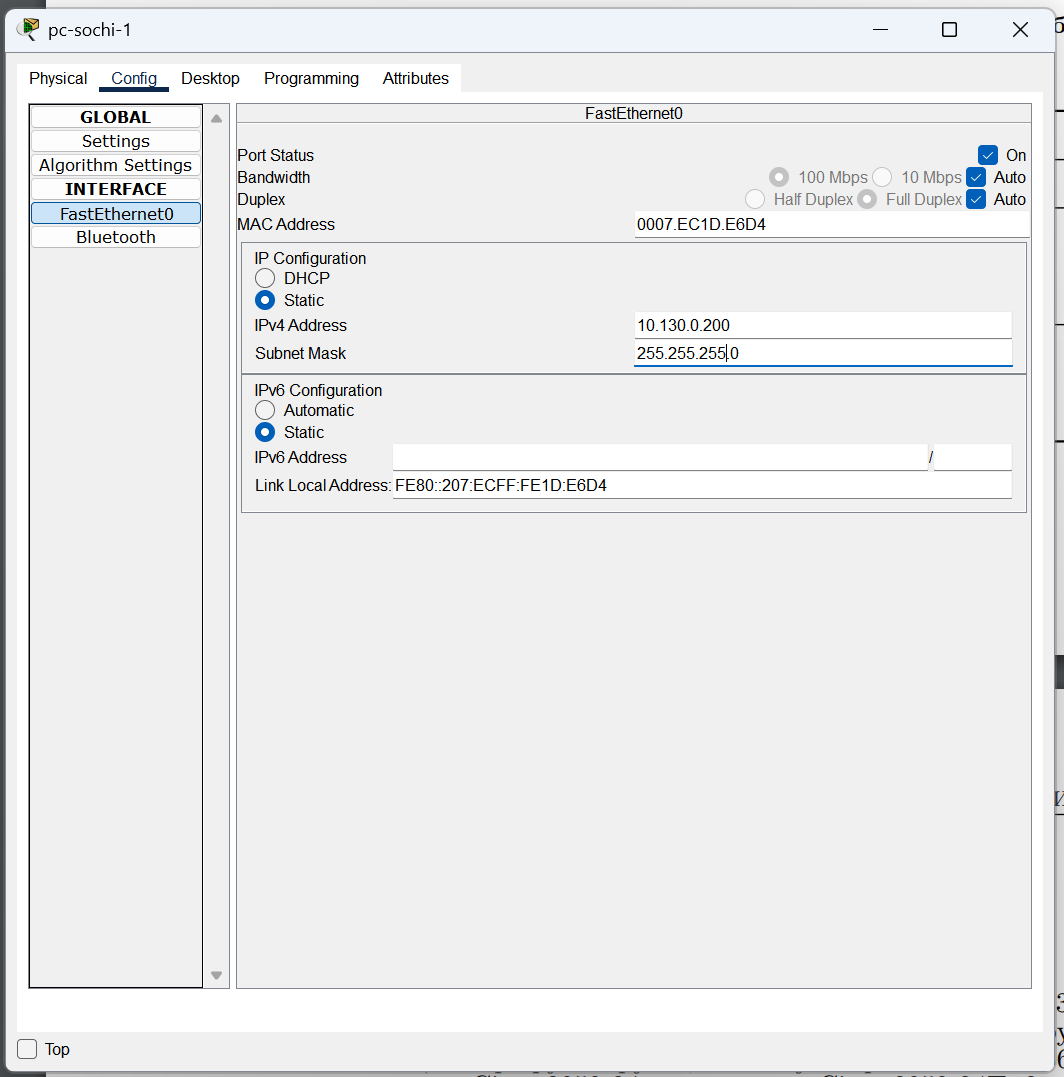 pc-sochi-1
Physical Config Desktop Programming Attributes
GLOBAL
Settings
Algorithm Settings
INTERFACE
FastEthernet0
Bluetooth
FastEthernet0
Port Status On
Bandwidth 100 Mbps 10 Mbps Auto
Duplex Half Duplex Full Duplex Auto
MAC Address 0007.EC1D.E6D4
IP Configuration
DHCP
Static
IPv4 Address 10.130.0.200
Subnet Mask 255.255.255.0
IPv6 Configuration
Automatic
Static
IPv6 Address /
Link Local Address: FE80::207:ECFF:FE1D:E6D4
Top